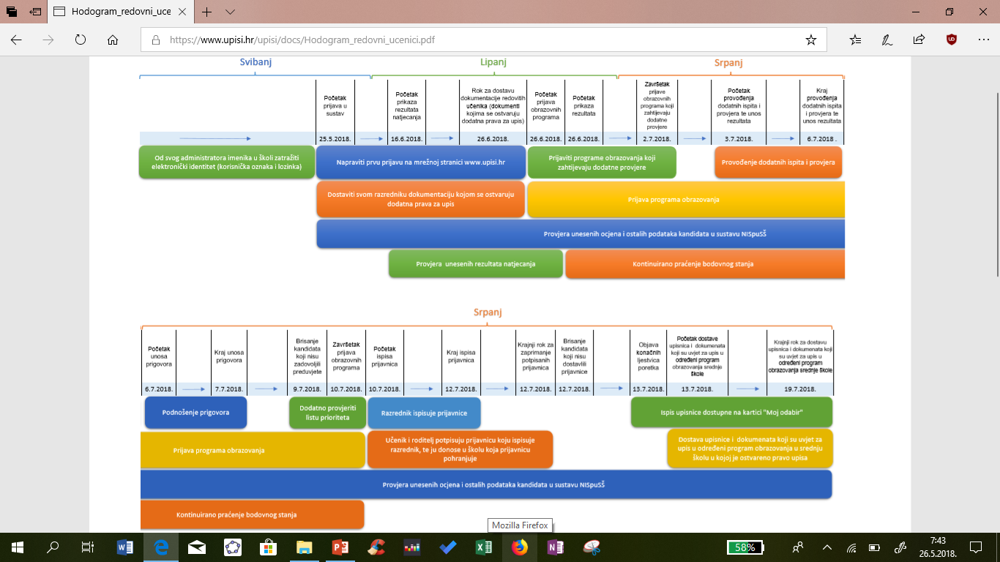 Hodogram_redovni_uce
https://www.upisi.hr/upisi/docs/Hodogram_redovni_ucenici.pdf
Svibanj
Lipanj
Srpanj
Početak
prijava u
sustav
Početak
prikaza
rezultata
natjecanja
Rok za dostavu
dokumentacije redovitih
učenika (dokumenti
kojima se ostvaruju
dodatna prava za upis)
Početak
prijava
obrazovnih
programa
Početak
prikaza
rezultata
Završetak
prijave
obrazovnih
programa koji
zahtijevaju
dodatne
provjere
Početak
provođenja
dodatnih ispita i
provjera te unos
rezultata
Kraj
provođenja
dodatnih ispita
i provjera te
unos rezultata
25.5.2018.
16.6.2018.
26.6.2018.
26.6.2018.
26.6.2018.
2.7.2018.
3.7.2018.
6.7.2018 .
Od svog administratora imenika u školi zatražiti
elektronički identitet (korisnička oznaka i lozinka)
Napraviti prvu prijavu na mrežnoj stranici www.upisi.hr
Prijaviti programe obrazovanja koji
zahtijevaju dodatne provjere
Provođenje dodatnih ispita i provjera
Dostaviti svom razredniku dokumentaciju kojom se ostvaruju
dodatna prava za upis
Prijava programa obrazovanja
Provjera unesenih ocjena i ostalih podataka kandidata u sustavu NISpuSŠ
Provjera unesenih rezultata natjecanja
Kontinuirano praćenje bodovnog stanja
Srpanj
Početak
unosa
prigovora
Kraj unosa
prigovora
Brisanje
kandidata
koji nisu
zadovoljili
preduvjete
Završetak
prijava
obrazovnih
programa
Početak
ispisa
prijavnica
Kraj ispisa
prijavnica
Krajnji rok za
zaprimanje
potpisanih
prijavnica
Brisanje
kandidata
koji nisu
dostavili
prijavnice
Objava
konačnih
ljestvica
poretka
Početak dostave
upisnica i dokumenata
koji su uvjet za upis u
određeni program
obrazovanja srednje
škole
Krajnji rok za dostavu
upisnica i dokumenata koji
su uvjet za upis u
određeni program
obrazovanja srednje škole
6.7.2018.
7.7.2018.
9.7.2018.
10.7.2018.
10.7.2018.
12.7.2018.
12.7.2018.
12.7.2018.
13.7.2018.
13.7.2018.
19.7.2018.
Podnošenje prigovora
Dodatno provjeriti
listu prioriteta
Razrednik ispisuje prijavnice
Ispis upisnice dostupne na kartici "Moj odabir"
Prijava programa obrazovanja
Učenik i roditelj potpisuju prijavnicu koju ispisuje
razrednik, te ju donose u školu koja prijavnicu
pohranjuje
Dostava upisnice i dokumenata koji su uvjet za
upis u određeni program obrazovanja u srednju
školu u kojoj je ostvareno pravo upisa
Provjera unesenih ocjena i ostalih podataka kandidata u sustavu NISpuSŠ
Kontinuirano praćenje bodovnog stanja
Mozilla Firefox
58%
7:43
26.5.2018.